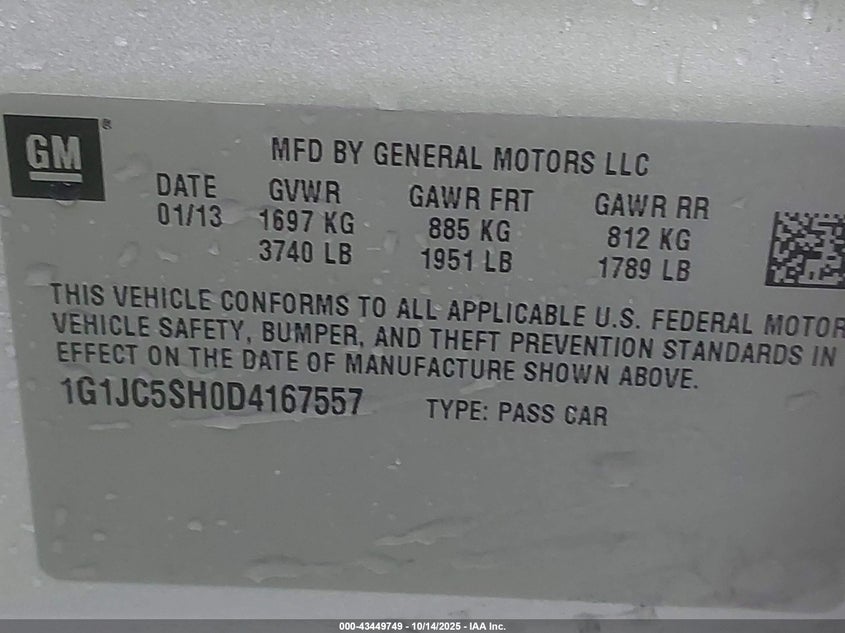 GM ®
MFD BY GENERAL MOTORS LLC
DATE GVWR GAWR FRT GAWR RR
01/13 1697 KG 885 KG 812 KG
3740 LB 1951 LB 1789 LB
THIS VEHICLE CONFORMS TO ALL APPLICABLE U.S. FEDERAL MOTOR
VEHICLE SAFETY, BUMPER, AND THEFT PREVENTION STANDARDS IN
EFFECT ON THE DATE OF MANUFACTURE SHOWN ABOVE.
1G1JC5SH0D4167557 TYPE: PASS CAR
000-43449749 - 10/14/2025 - IAA Inc.